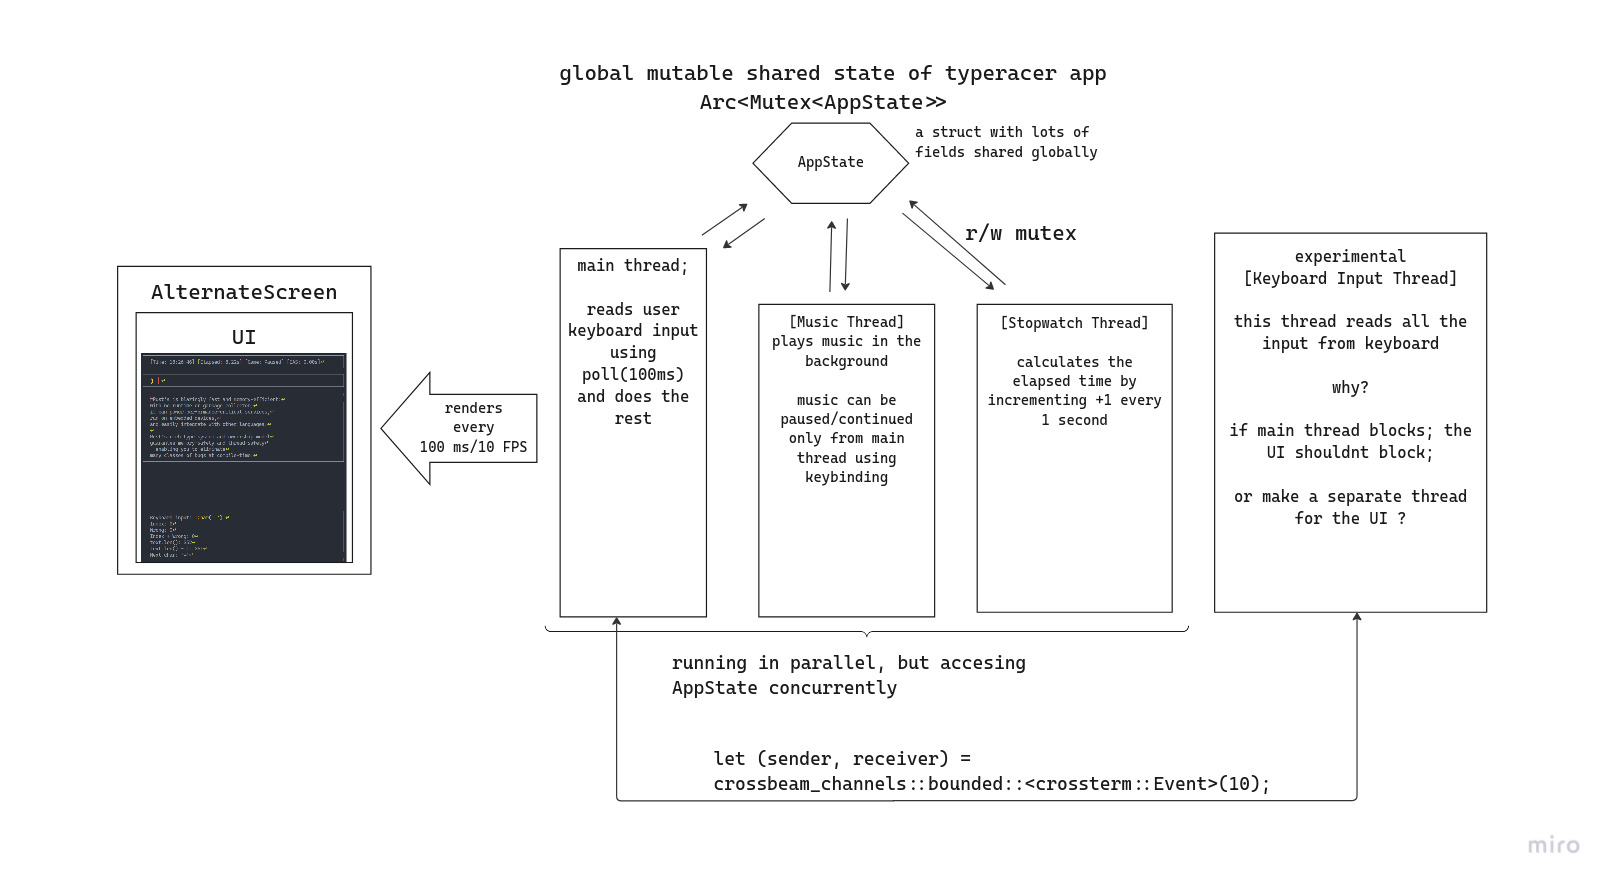 global mutable shared state of typeracer app
Arc<Mutex<AppState>>
a struct with lots of
fields shared globally
AppState
r/w mutex
AlternateScreen
UI
renders
every
100 ms/10 FPS
main thread;
reads user
keyboard input
using
poll(100ms)
and does the
rest
[Music Thread]
plays music in the
background
music can be
paused/continued
only from main
thread using
keybinding
[Stopwatch Thread]
calculates the
elapsed time by
incrementing +1 every
1 second
experimental
[Keyboard Input Thread]
this thread reads all the
input from keyboard
why?
if main thread blocks; the
UI shouldnt block;
or make a separate thread
for the UI ?
running in parallel, but accesing
AppState concurrently
let (sender, receiver) =
crossbeam_channels::bounded::<crossterm::Event>(10);
miro